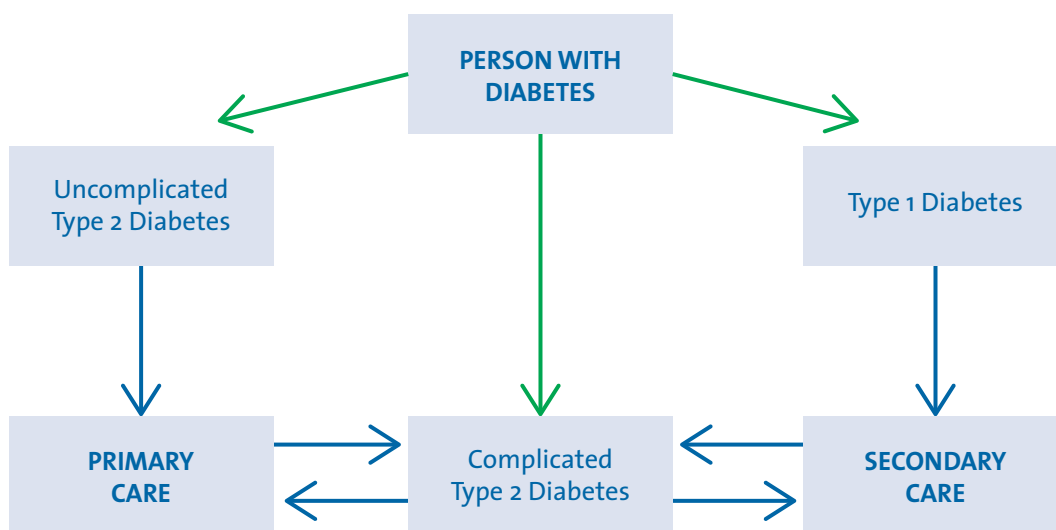 PERSON WITH
DIABETES
Uncomplicated
Type 2 Diabetes
Type 1 Diabetes
PRIMARY
CARE
Complicated
Type 2 Diabetes
SECONDARY
CARE